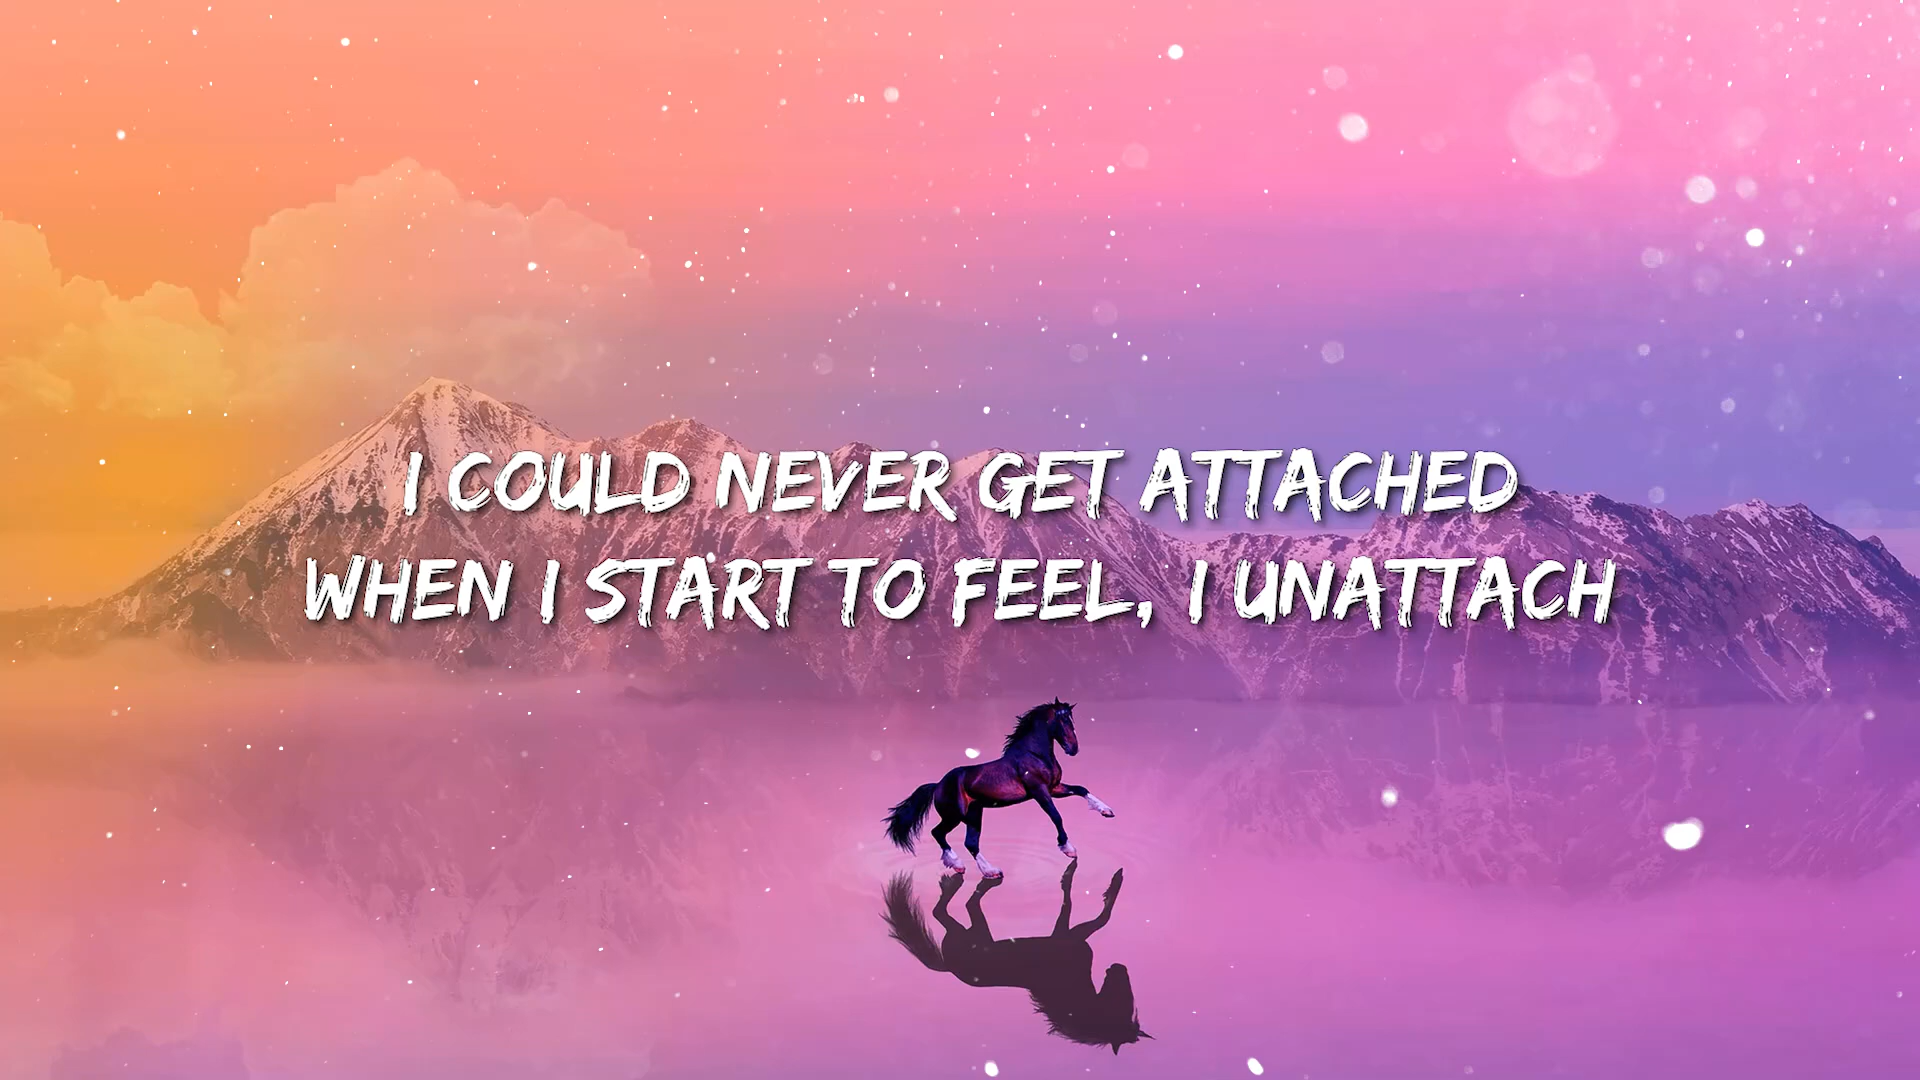 I COULD NEVER GET ATTACHED
WHEN I START TO FEEL, I UNATTACH